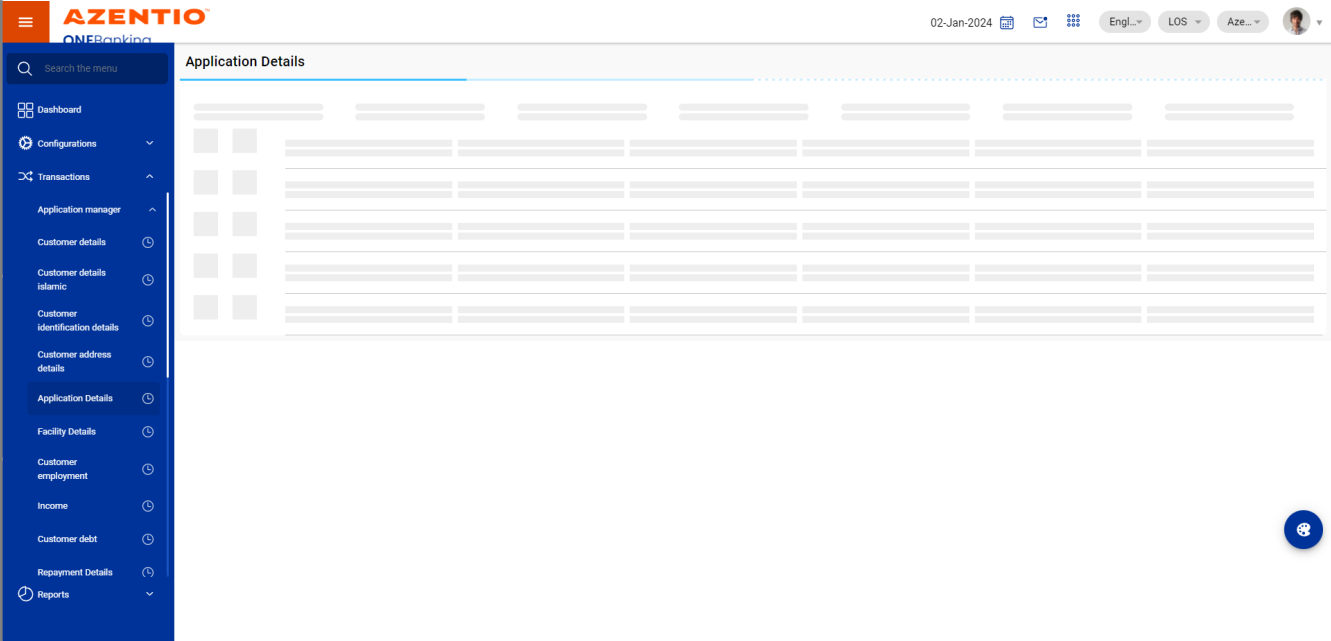 AZENTIO™
ONEBanking
02-Jan-2024
Engl...
LOS
Aze...
Search the menu
Application Details
Dashboard
Configurations
Transactions
Application manager
Customer details
Customer details
islamic
Customer
identification details
Customer address
details
Application Details
Facility Details
Customer
employment
Income
Customer debt
Repayment Details
Reports